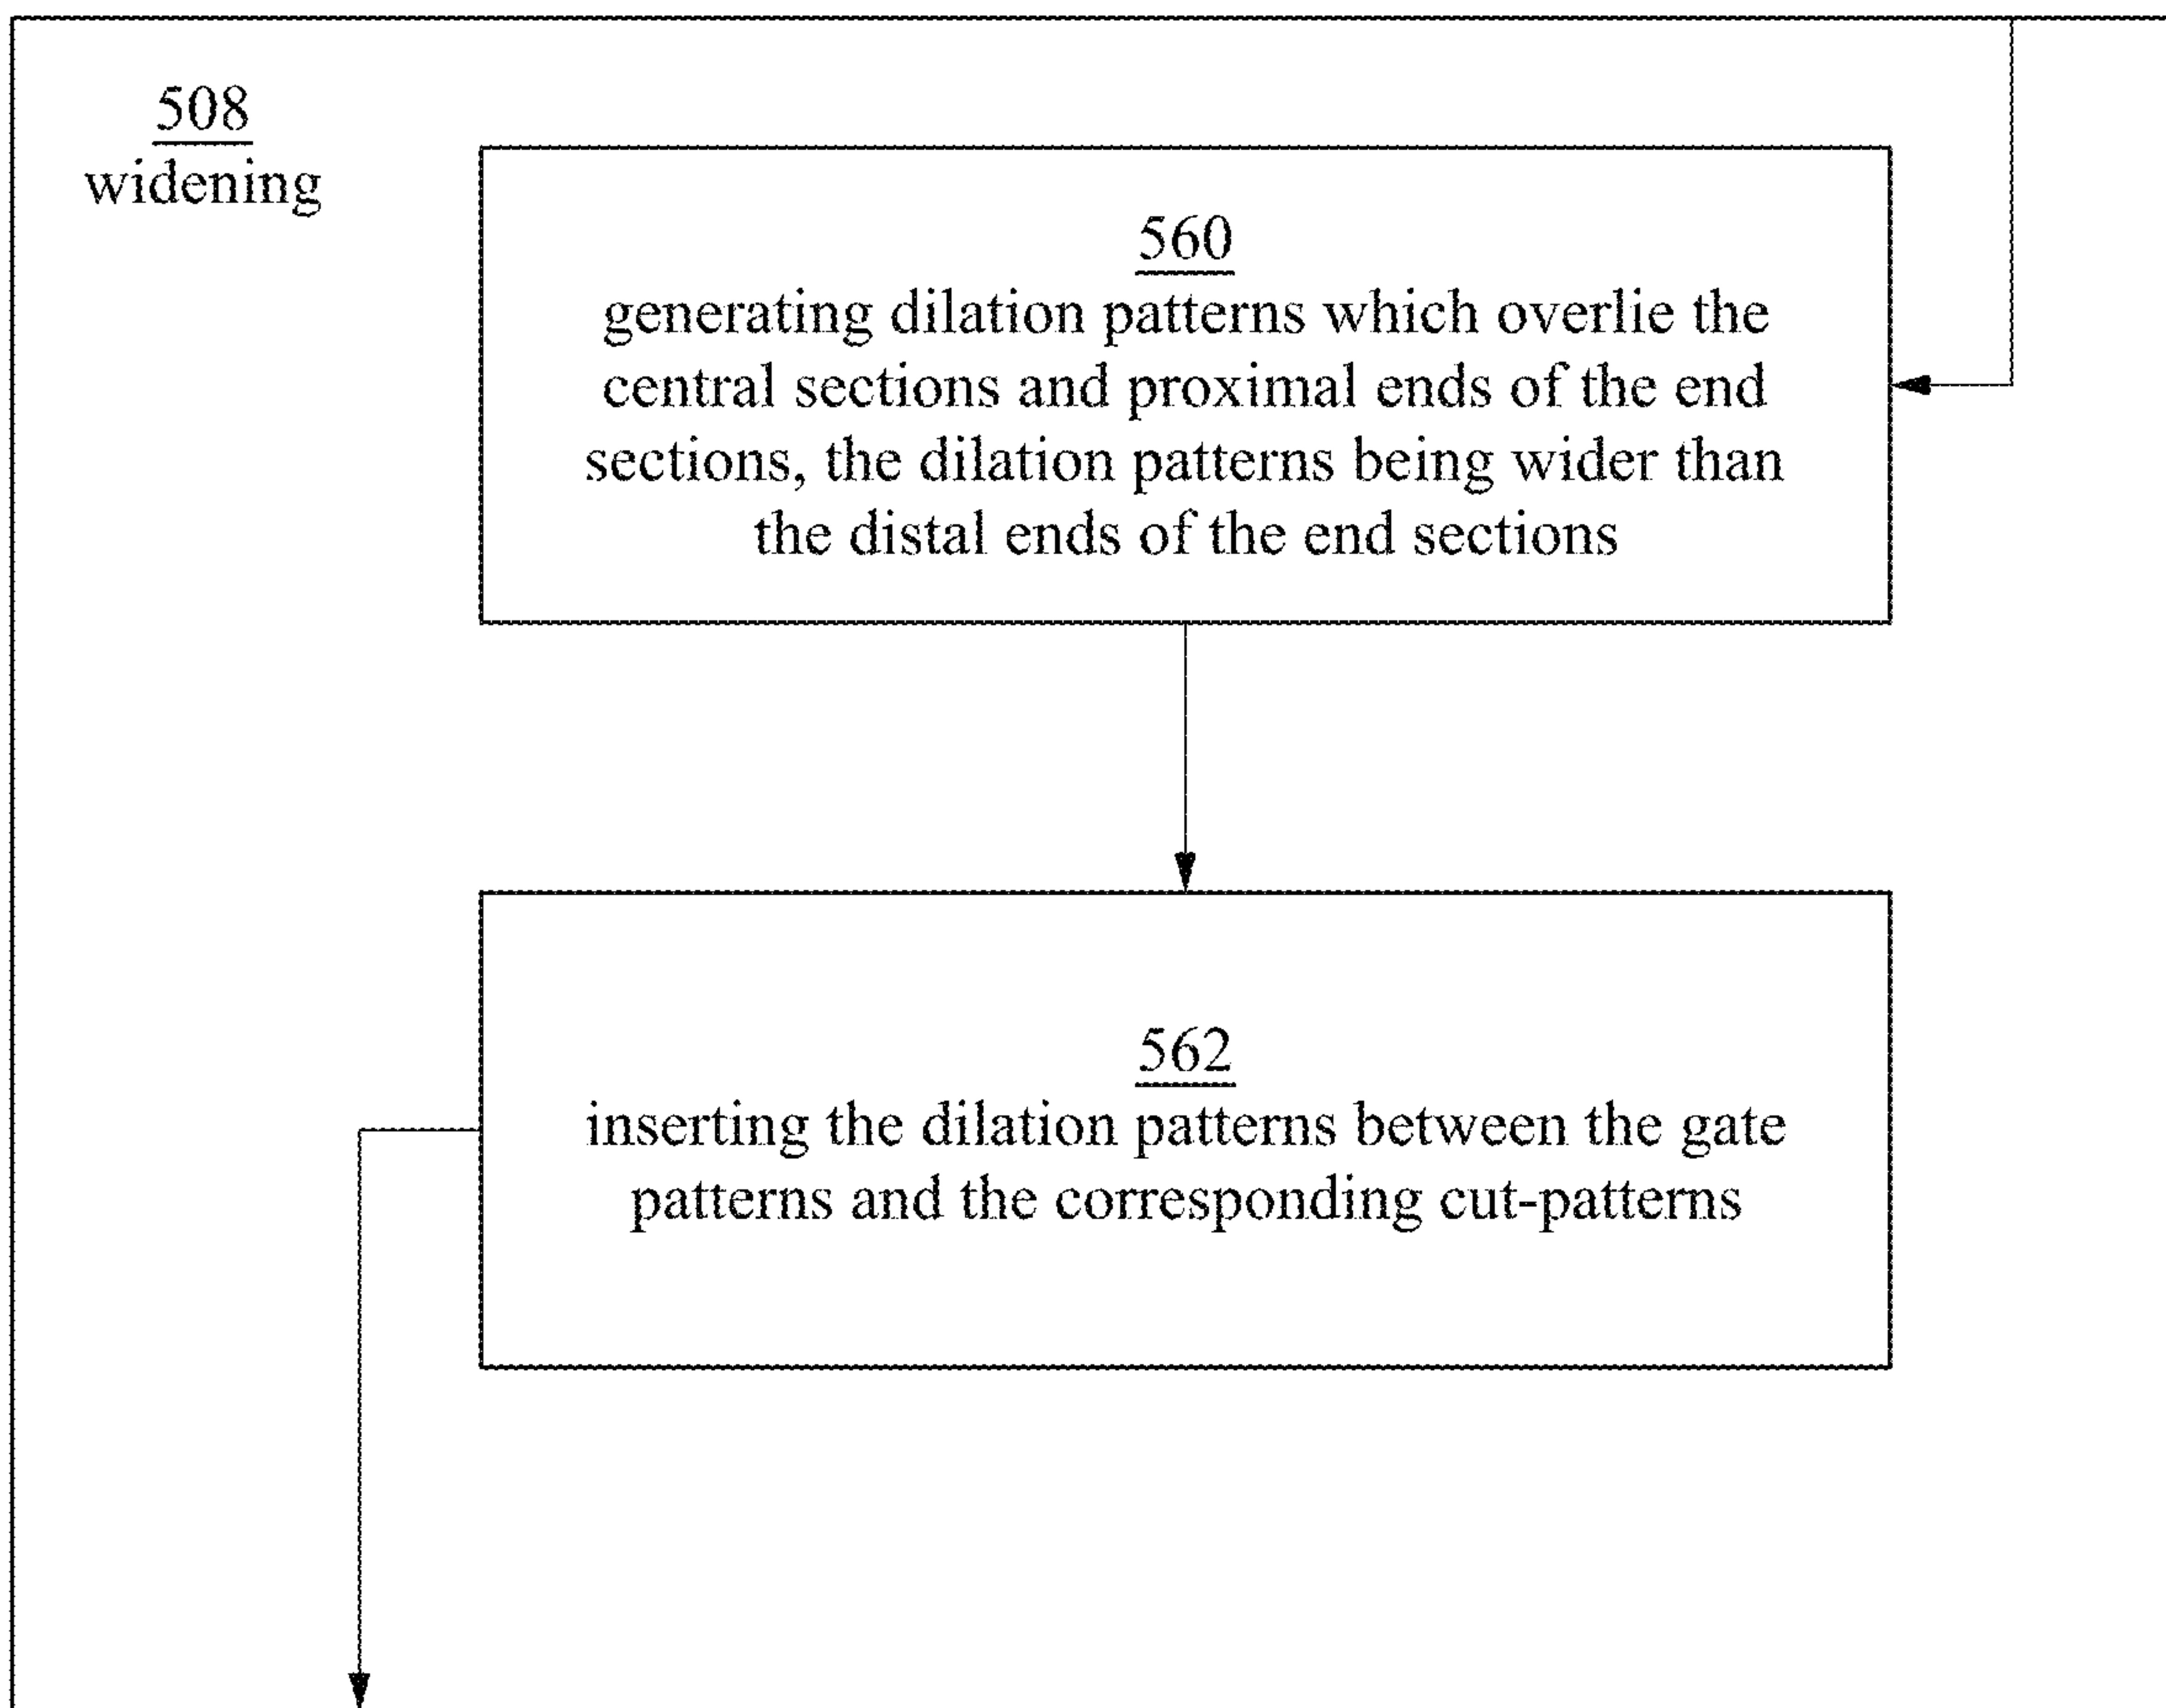 508
widening
560
generating dilation patterns which overlie the
central sections and proximal ends of the end
sections, the dilation patterns being wider than
the distal ends of the end sections
562
inserting the dilation patterns between the gate
patterns and the corresponding cut-patterns